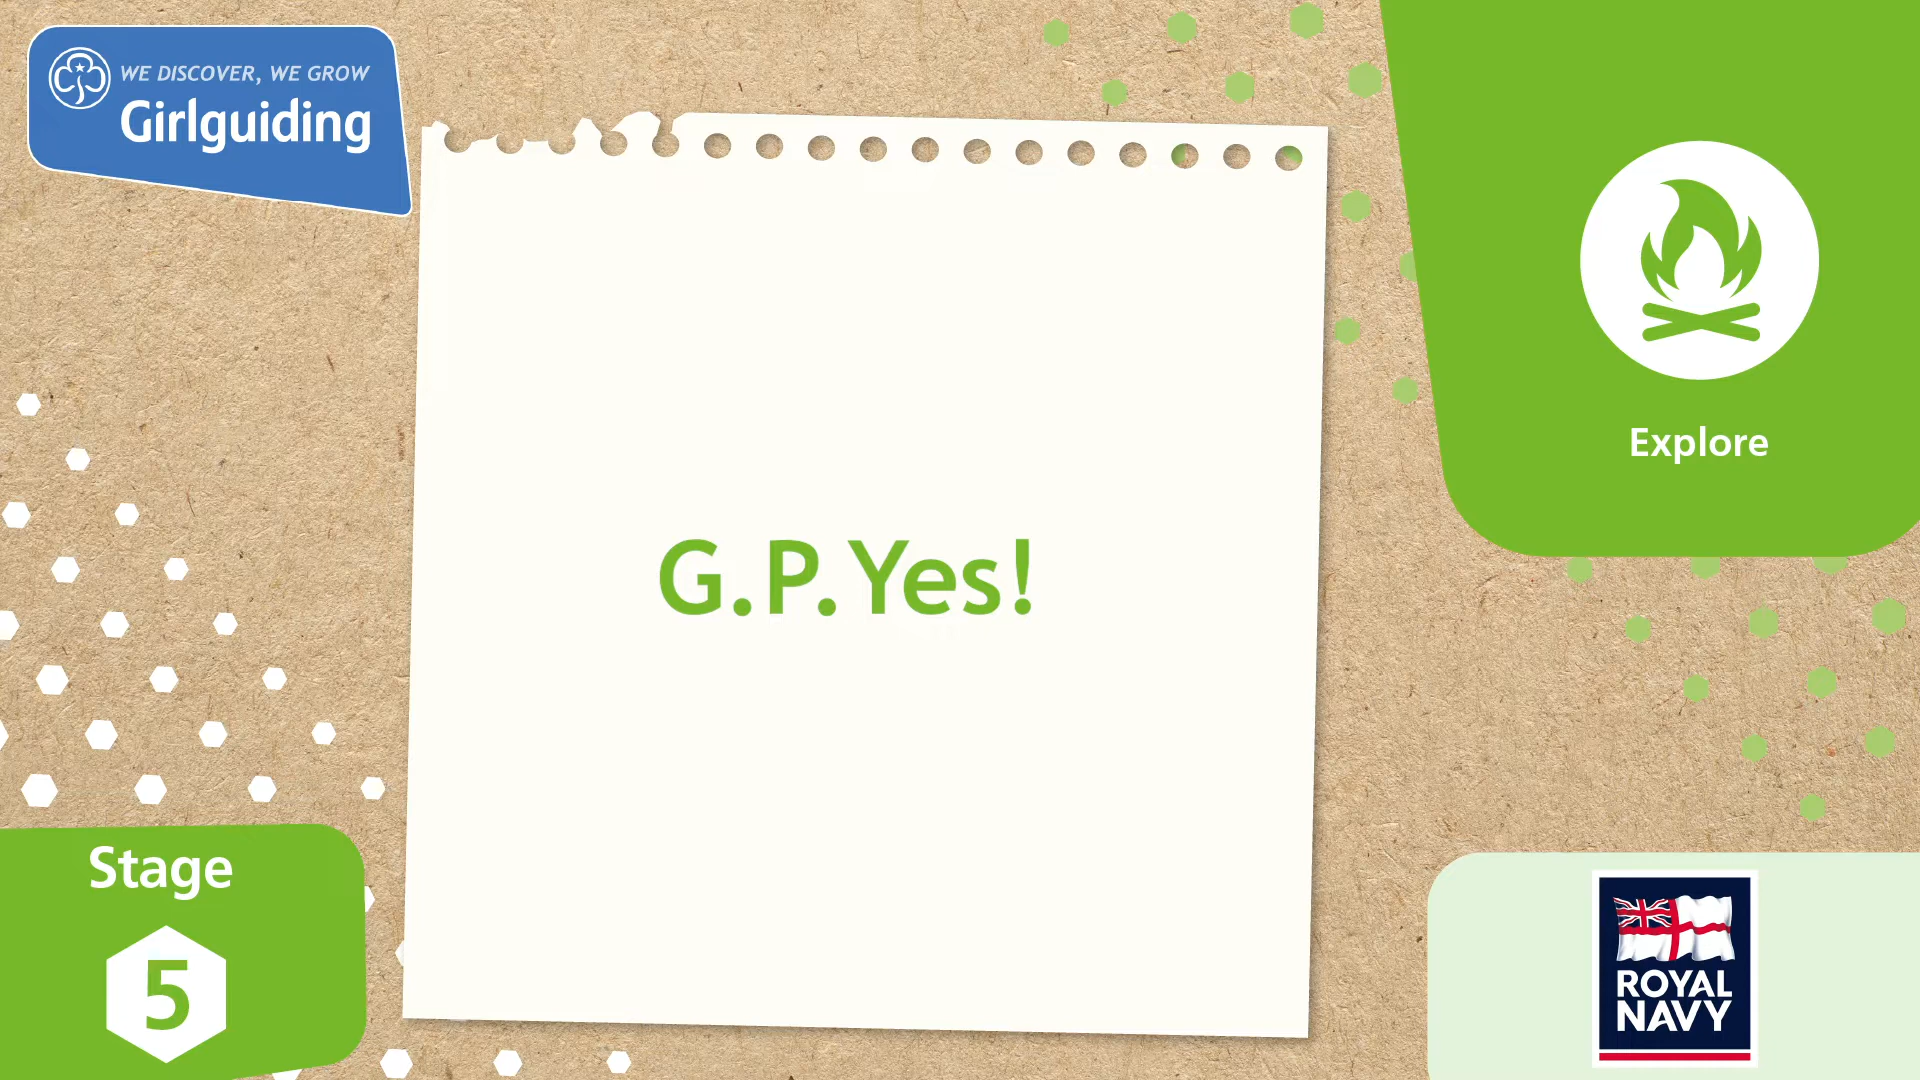 WE DISCOVER, WE GROW
Girlguiding
Explore
G.P. Yes!
Stage
5
ROYAL
NAVY